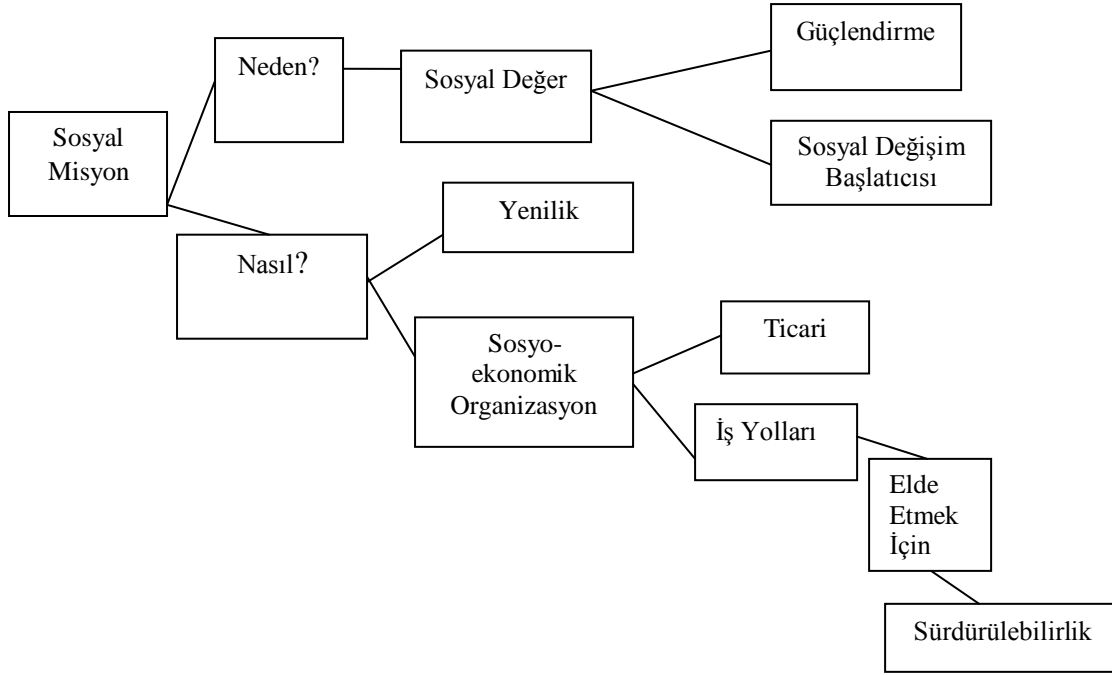 Güçlendirme
Neden?
Sosyal Değer
Sosyal
Misyon
Sosyal Değişim
Başlatıcısı
Yenilik
Nasıl?
Sosyo-
ekonomik
Organizasyon
Ticari
İş Yolları
Elde
Etmek
İçin
Sürdürülebilirlik